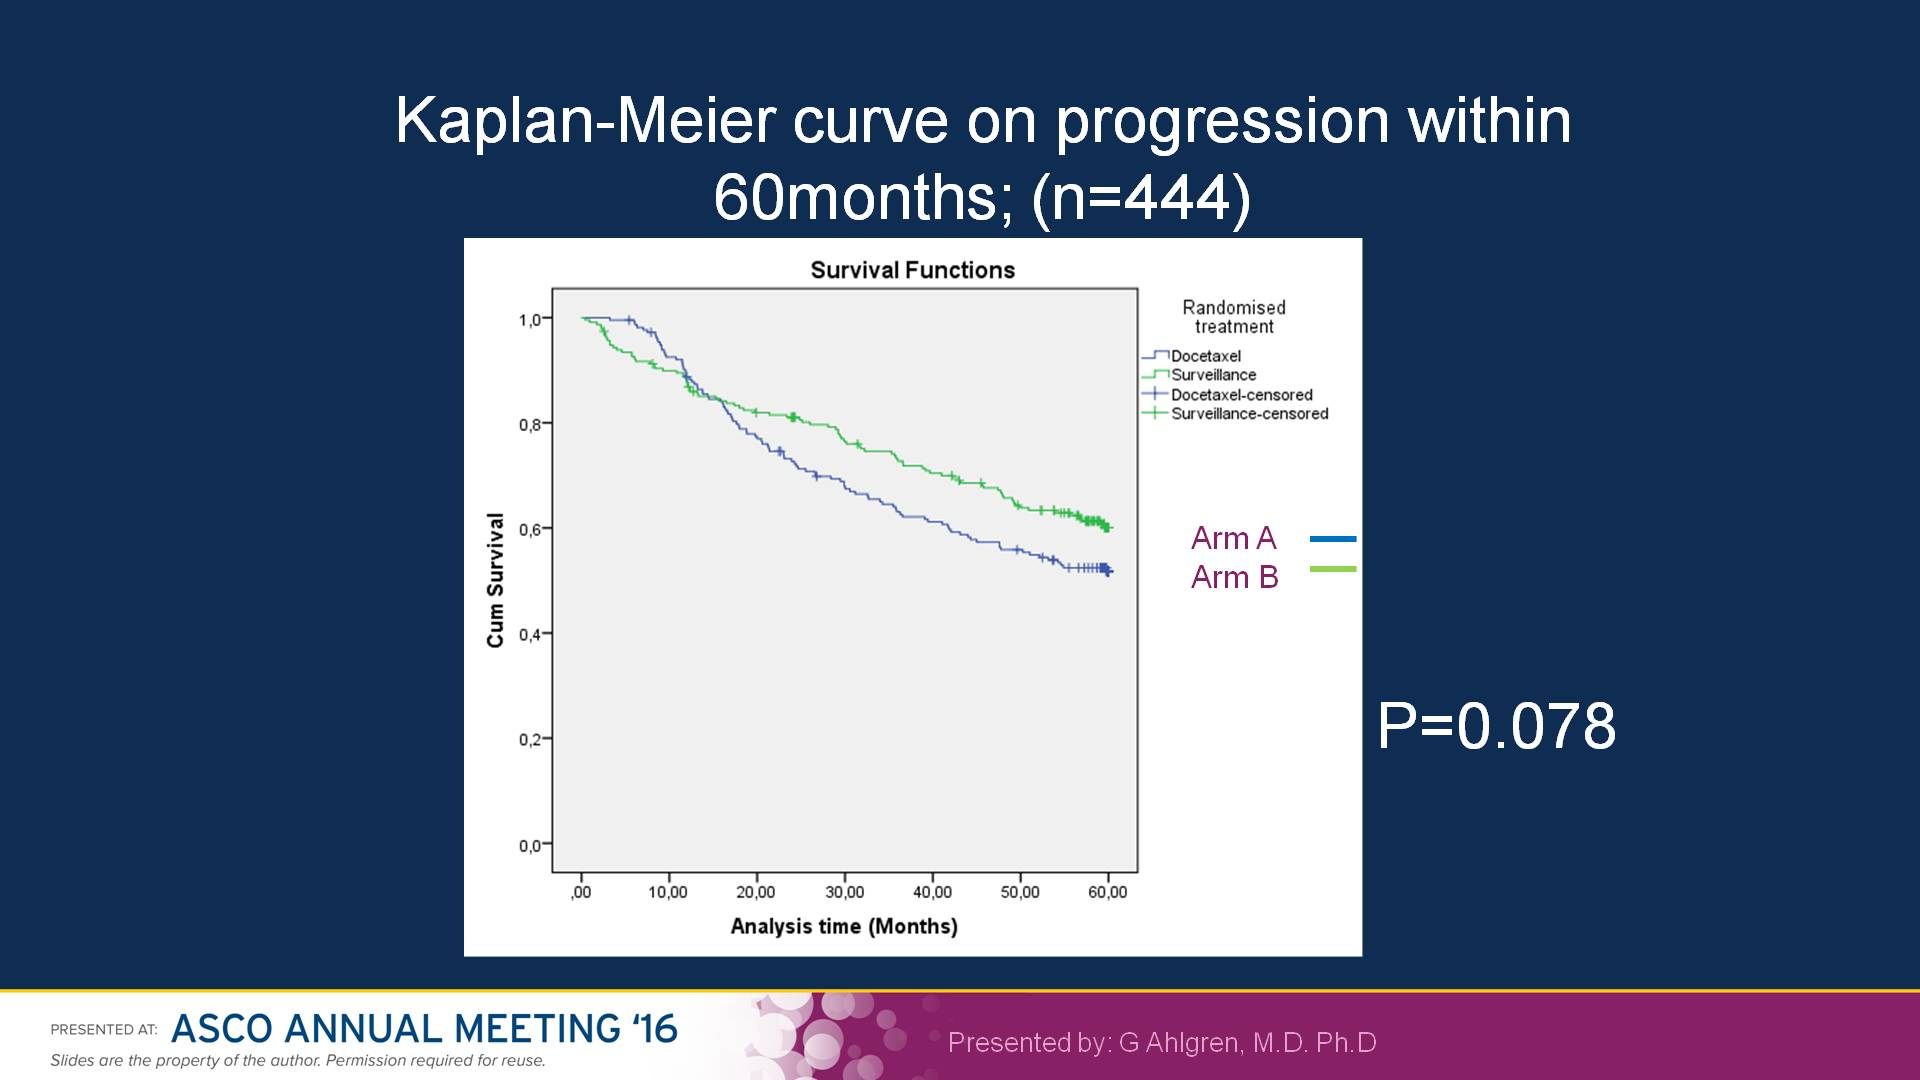 Kaplan-Meier curve on progression within
60months; (n=444)
Survival Functions
Randomised
treatment
Docetaxel
Surveillance
Docetaxel-censored
Surveillance-censored
Cum Survival
1,0
0,8
0,6
0,4
0,2
0,0
,00
10,00
20,00
30,00
40,00
50,00
60,00
Analysis time (Months)
Arm A
Arm B
P=0.078
PRESENTED AT: ASCO ANNUAL MEETING ‘16
Slides are the property of the author. Permission required for reuse.
Presented by: G Ahlgren, M.D. Ph.D